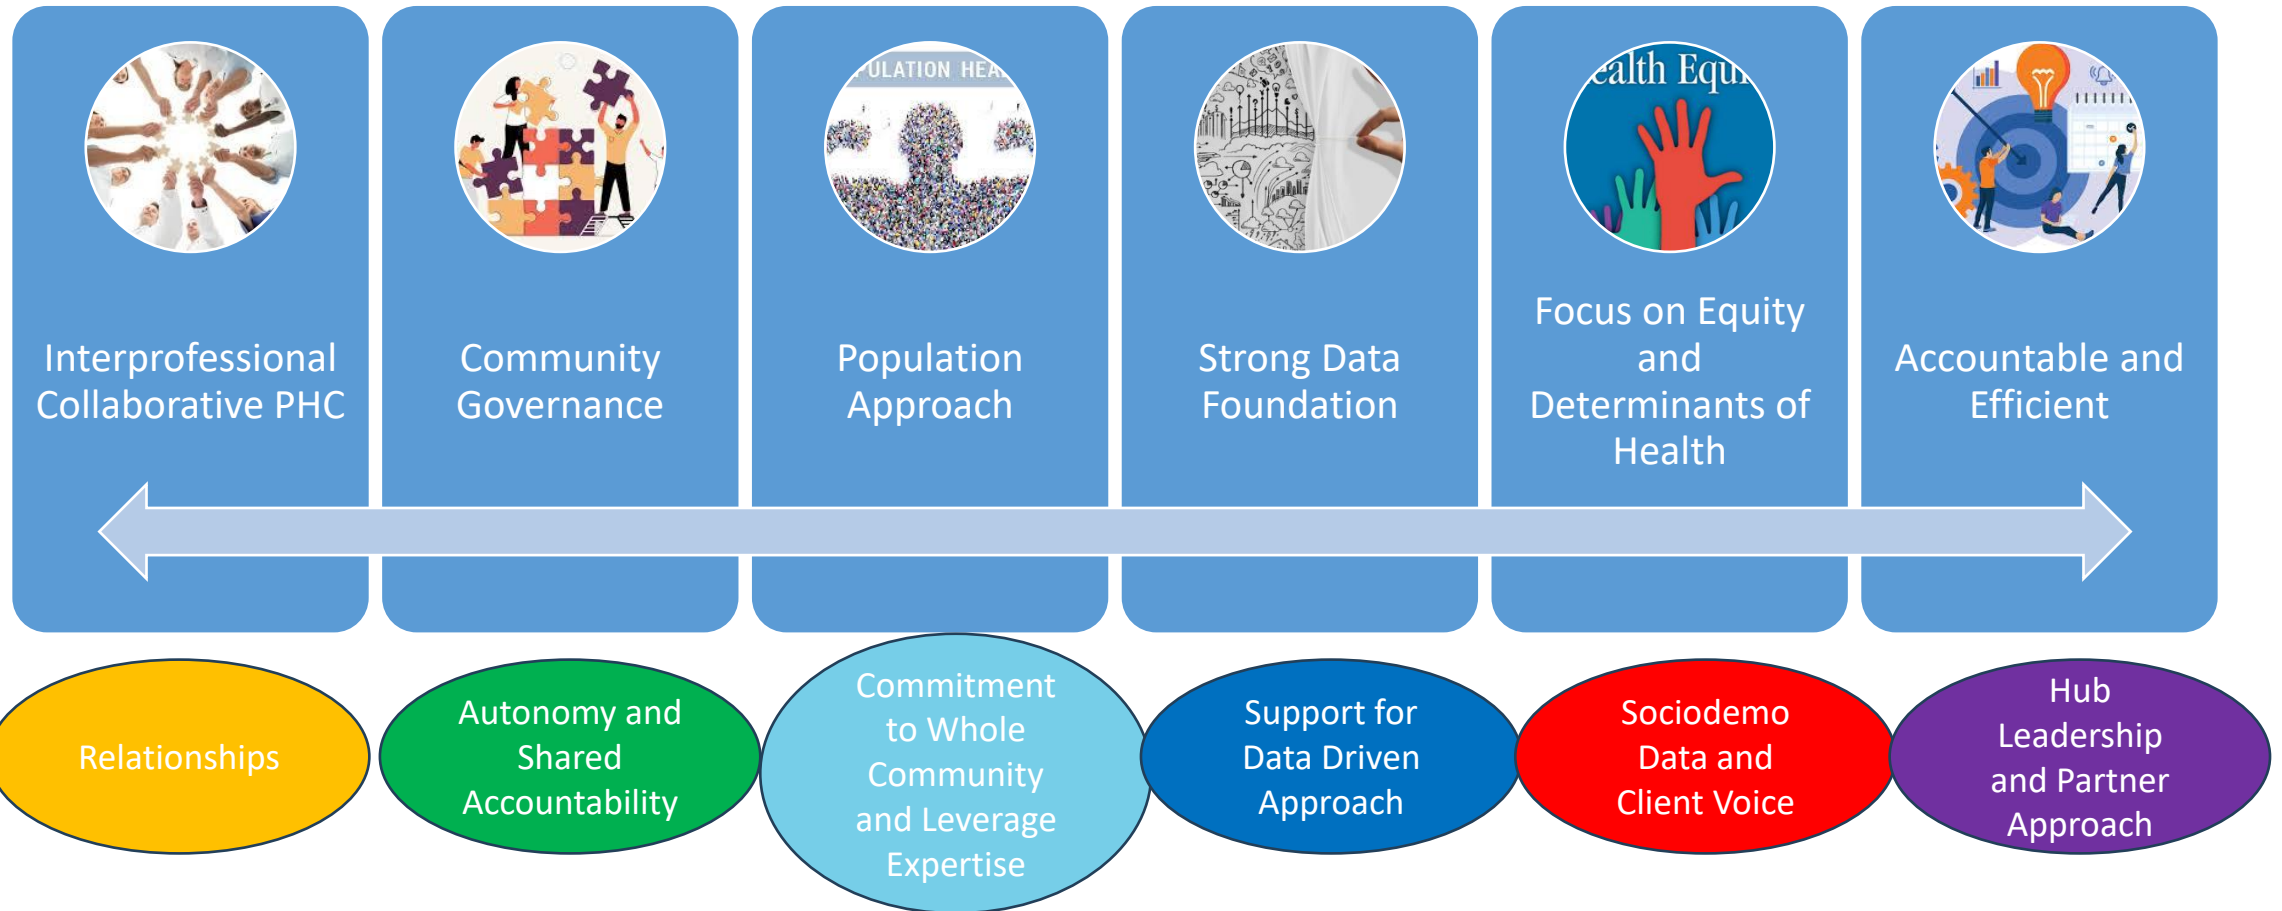 ULATION HEA
ealth Equi
Interprofessional
Collaborative PHC
Community
Governance
Population
Approach
Strong Data
Foundation
Focus on Equity
and
Determinants of
Health
Accountable and
Efficient
Relationships
Autonomy and
Shared
Accountability
Commitment
to Whole
Community
and Leverage
Expertise
Support for
Data Driven
Approach
Sociodemo
Data and
Client Voice
Hub
Leadership
and Partner
Approach